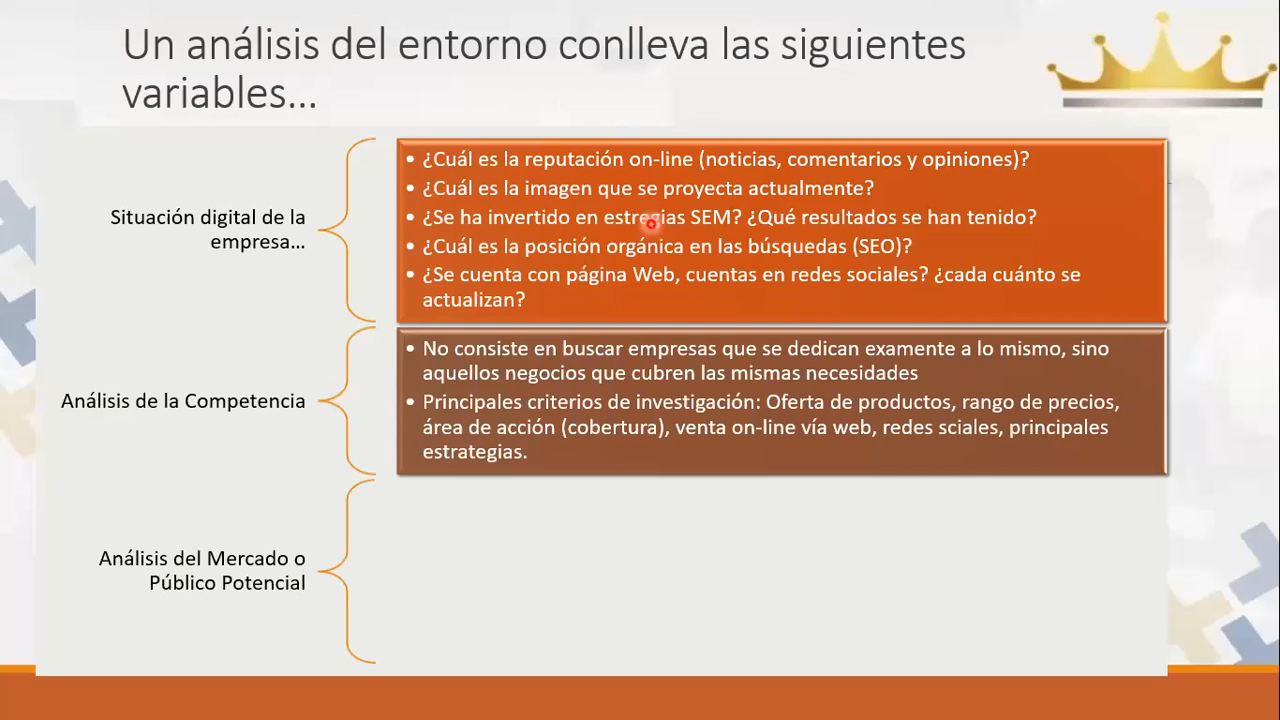 Un análisis del entorno conlleva las siguientes
variables...
Situación digital de la
empresa...
• ¿Cuál es la reputación on-line (noticias, comentarios y opiniones)?
• ¿Cuál es la imagen que se proyecta actualmente?
• ¿Se ha invertido en SEM? ¿Qué resultados se han tenido?
• ¿Cuál es la posición orgánica en las búsquedas (SEO)?
• ¿Se cuenta con página Web, cuentas en redes sociales? ¿cada cuánto se
actualizan?
Análisis de la Competencia
• No consiste en buscar empresas que se dedican examente a lo mismo, sino
aquellos negocios que cubren las mismas necesidades
• Principales criterios de investigación: Oferta de productos, rango de precios,
área de acción (cobertura), venta on-line vía web, redes sciales, principales
estrategias.
Análisis del Mercado o
Público Potencial